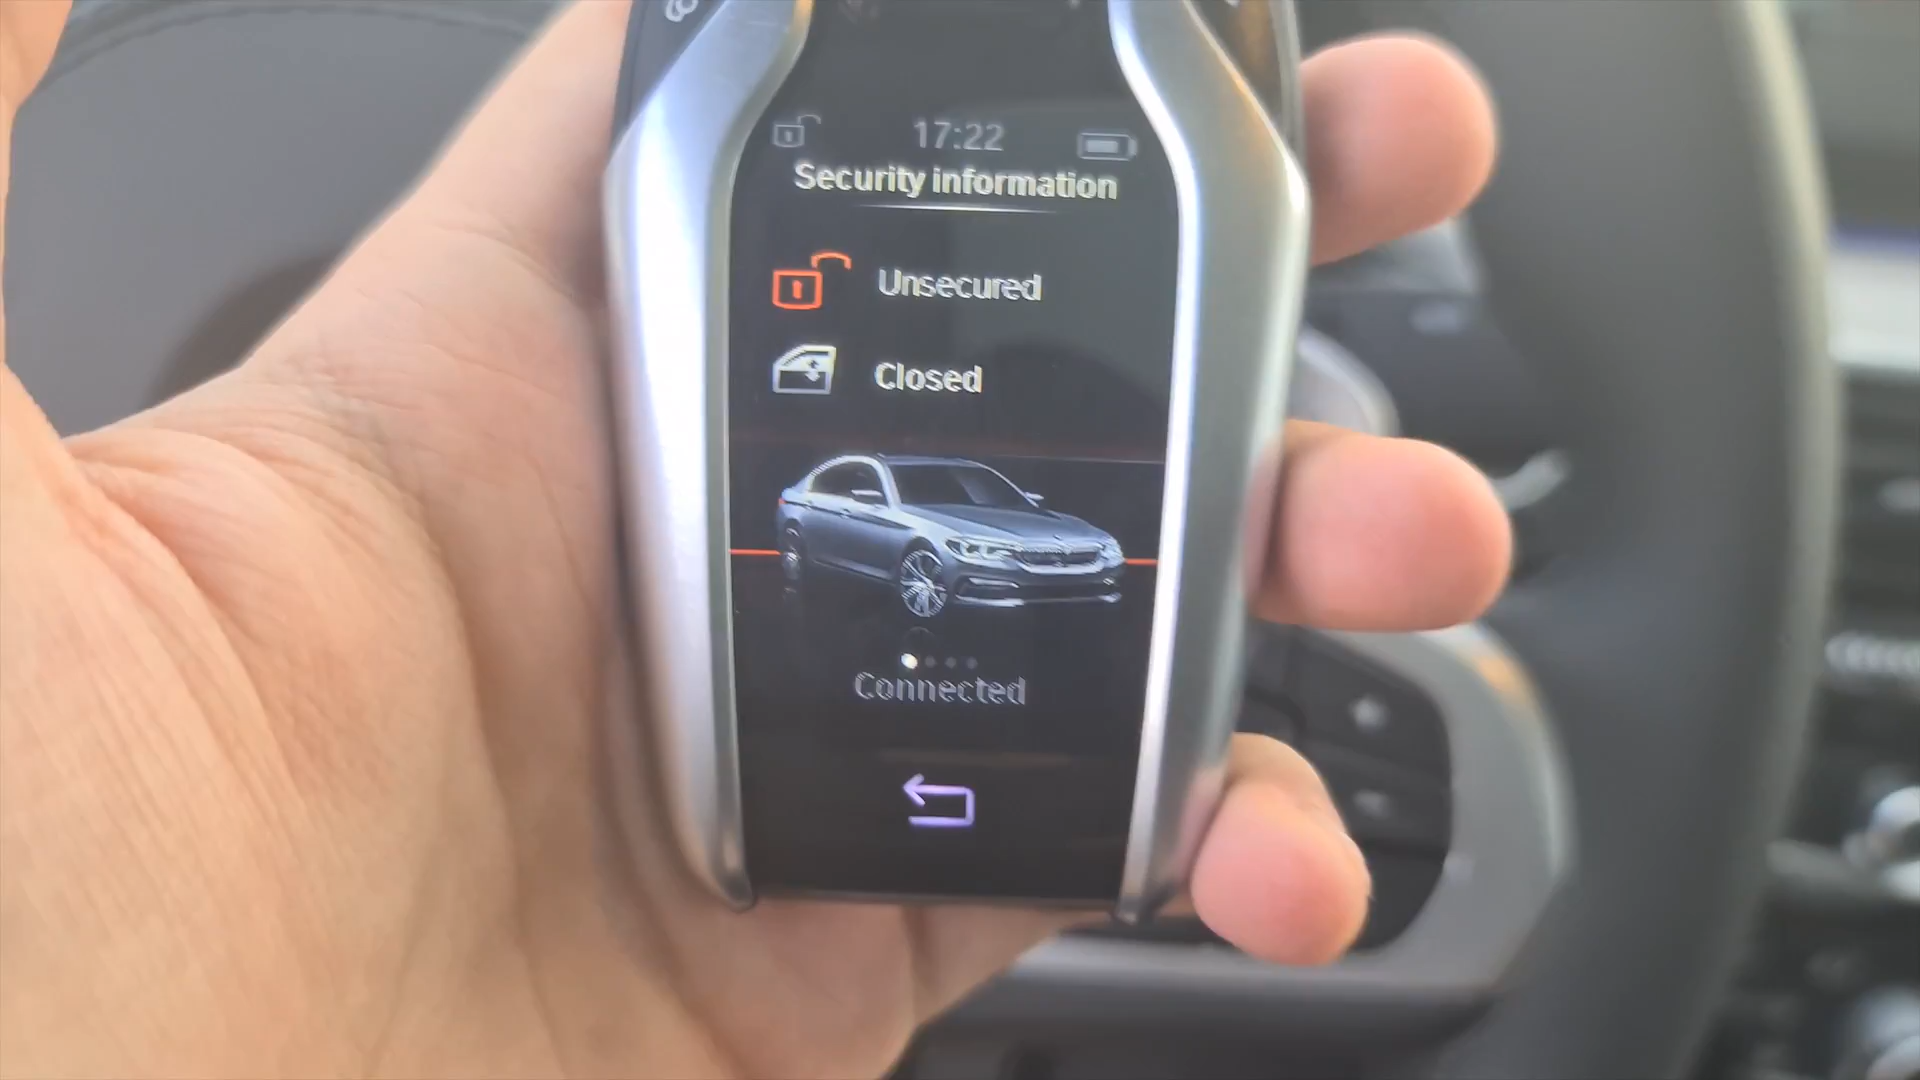 17:22
Security information
Unsecured
Closed
Connected